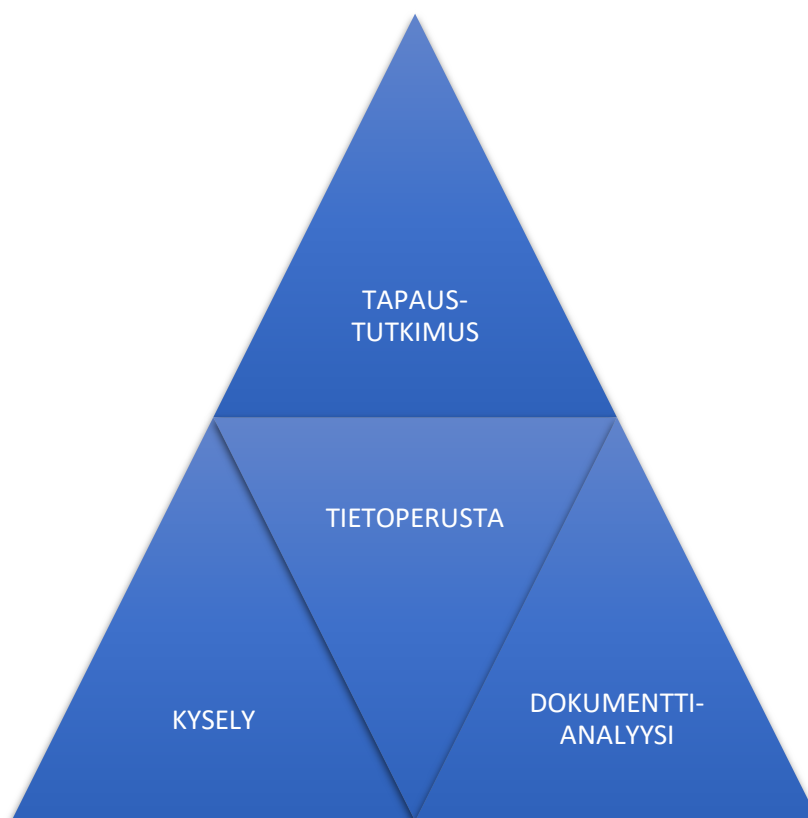 TAPAUS-
TUTKIMUS
TIETOPERUSTA
KYSELY
DOKUMENTTI-
ANALYYSI